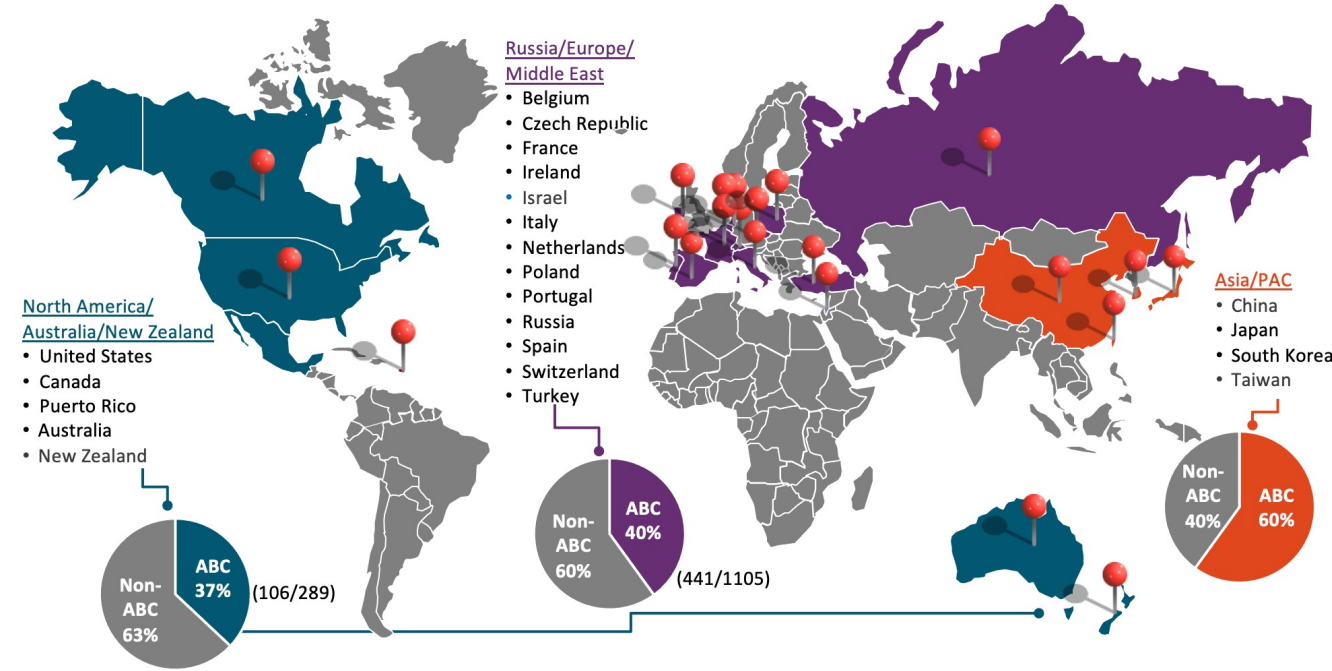 Russia/Europe/
Middle East
• Belgium
• Czech Republic
• France
• Ireland
• Israel
• Italy
• Netherlands
• Poland
• Portugal
• Russia
• Spain
• Switzerland
• Turkey
North America/
Australia/New Zealand
• United States
• Canada
• Puerto Rico
• Australia
• New Zealand
Asia/PAC
• China
• Japan
• South Korea
• Taiwan
Non-
ABC
63%
ABC
37%
(106/289)
Non-
ABC
60%
ABC
40%
(441/1105)
Non-
ABC
40%
ABC
60%